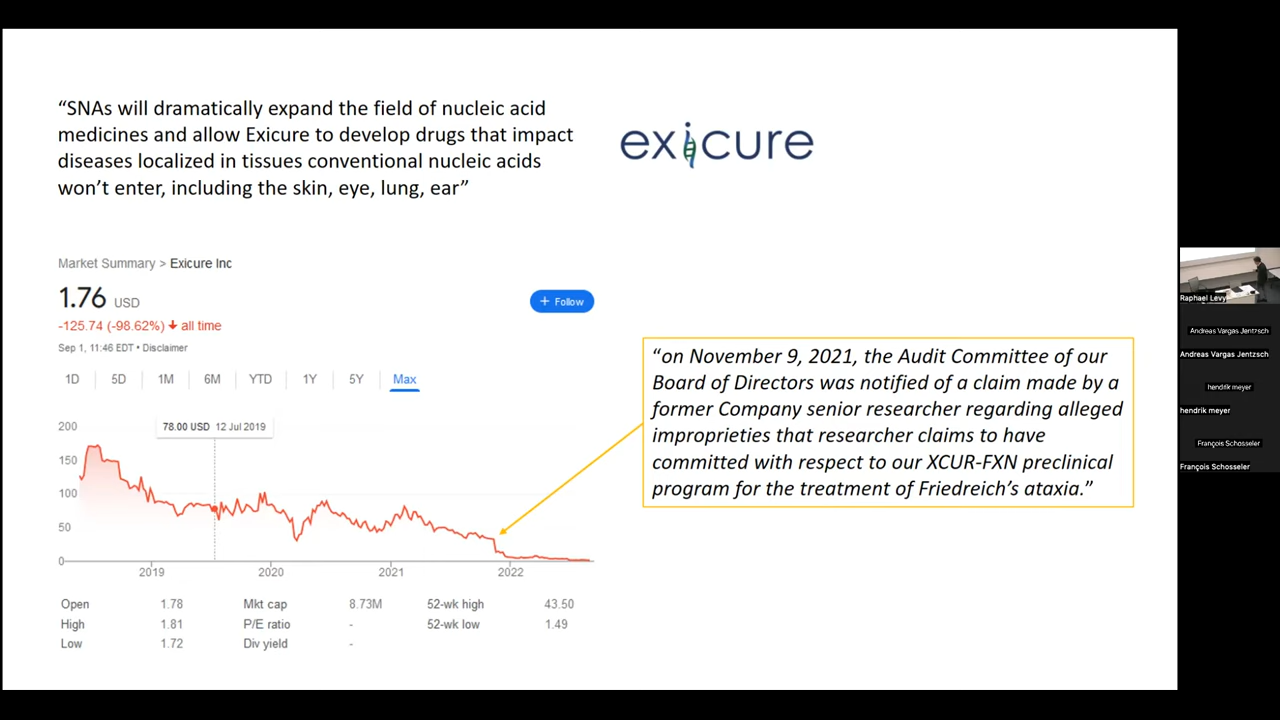 “SNAs will dramatically expand the field of nucleic acid
medicines and allow Exicure to develop drugs that impact
diseases localized in tissues conventional nucleic acids
won’t enter, including the skin, eye, lung, ear”
exicure
Market Summary > Exicure Inc
1.76 USD
+ Follow
-125.74 (-98.62%) ↓ all time
Sep 1, 11:46 EDT • Disclaimer
1D 5D 1M 6M YTD 1Y 5Y Max
78.00 USD 12 Jul 2019
200
150
100
50
0
2019 2020 2021 2022
Open 1.78 Mkt cap 8.73M 52-wk high 43.50
High 1.81 P/E ratio - 52-wk low 1.49
Low 1.72 Div yield -
“on November 9, 2021, the Audit Committee of our
Board of Directors was notified of a claim made by a
former Company senior researcher regarding alleged
improprieties that researcher claims to have
committed with respect to our XCUR-FXN preclinical
program for the treatment of Friedreich’s ataxia.”
Raphael Levy
Andreas Vargas Jentzsch
Andreas Vargas Jentzsch
hendrik meyer
hendrik meyer
François Schosseler
François Schosseler